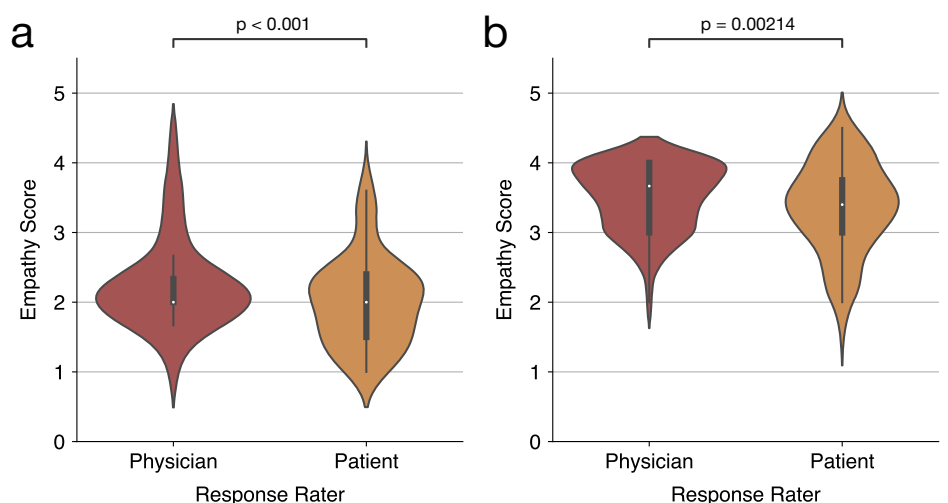 a
p < 0.001
Empathy Score
5
4
3
2
1
0
Physician
Patient
Response Rater
b
p = 0.00214
Empathy Score
5
4
3
2
1
0
Physician
Patient
Response Rater